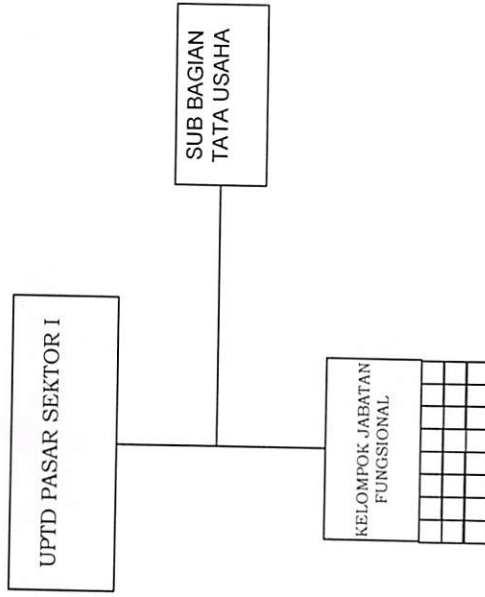 UPTD PASAR SEKTOR I
SUB BAGIAN
TATA USAHA
KELOMPOK JABATAN
FUNGSIONAL